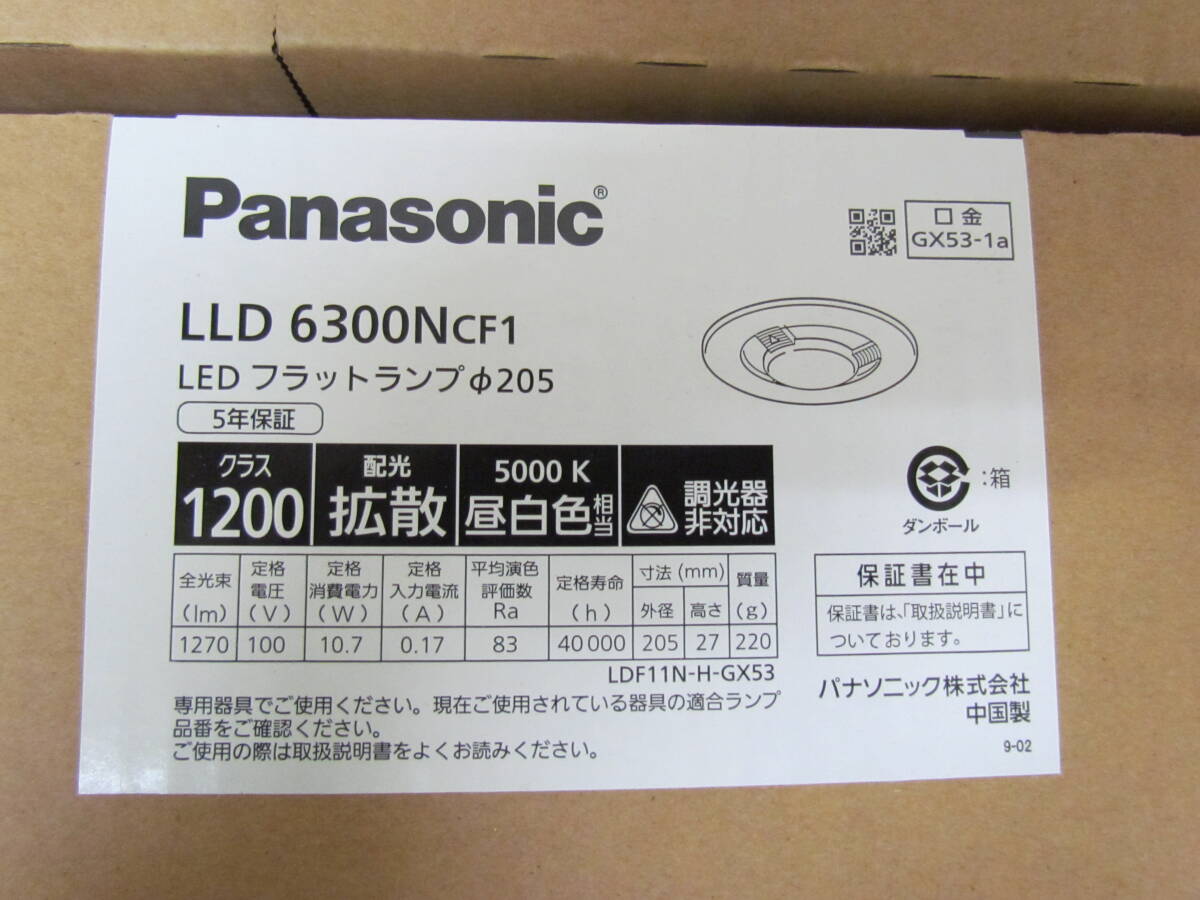 Panasonic®
口金
GX53-1a
LLD 6300NCF1
LED フラットランプφ205
5年保証
クラス
1200
配光
拡散
5000 K
昼白色相当
調光器
非対応
:箱
ダンボール
全光束
(lm)
定格
電圧
(V)
定格
消費電力
(W)
定格
入力電流
(A)
平均演色
評価数
Ra
定格寿命
(h)
寸法 (mm)
外径
高さ
質量
(g)
1270 100 10.7 0.17 83 40 000 205 27 220
LDF11N-H-GX53
保証書在中
保証書は、「取扱説明書」に
ついております。
専用器具でご使用ください。現在ご使用されている器具の適合ランプ
品番をご確認ください。
ご使用の際は取扱説明書をよくお読みください。
パナソニック株式会社
中国製
9-02